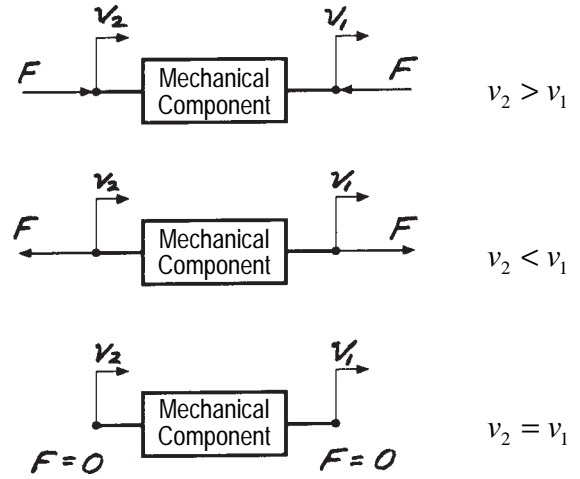 v₂ v₁
F Mechanical Component F v₂ > v₁
v₂ v₁
F Mechanical Component F v₂ < v₁
v₂ v₁
Mechanical Component v₂ = v₁
F = 0 F = 0